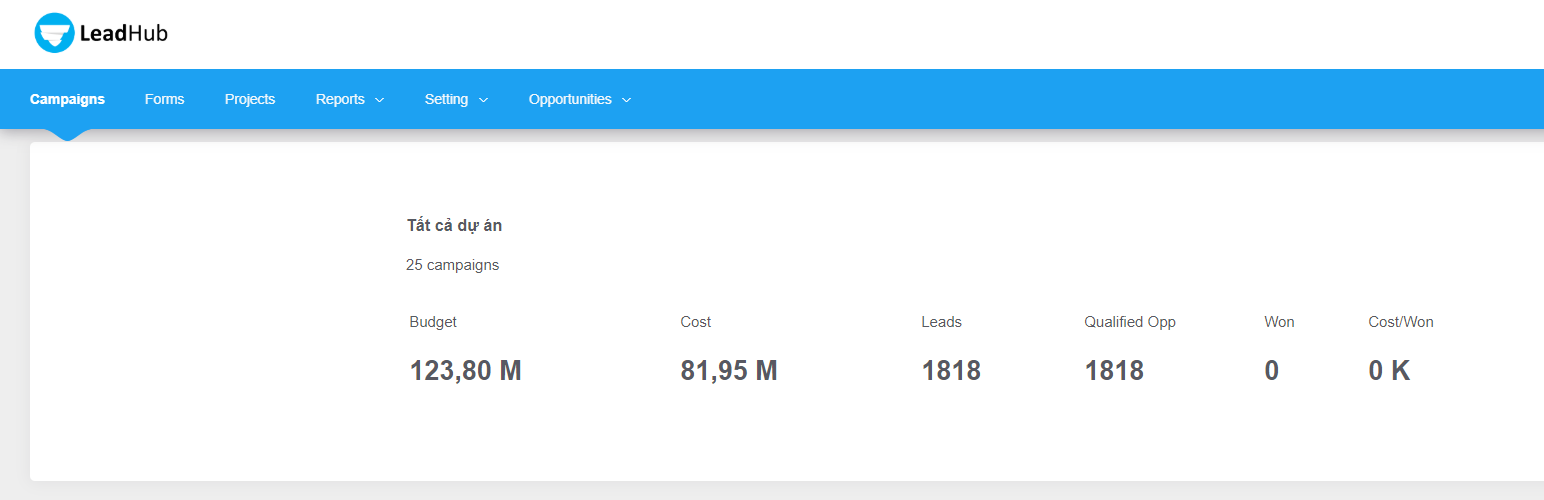 LeadHub
Campaigns Forms Projects Reports Setting Opportunities
Tất cả dự án
25 campaigns
Budget Cost Leads Qualified Opp Won Cost/Won
123,80 M 81,95 M 1818 1818 0 0 K